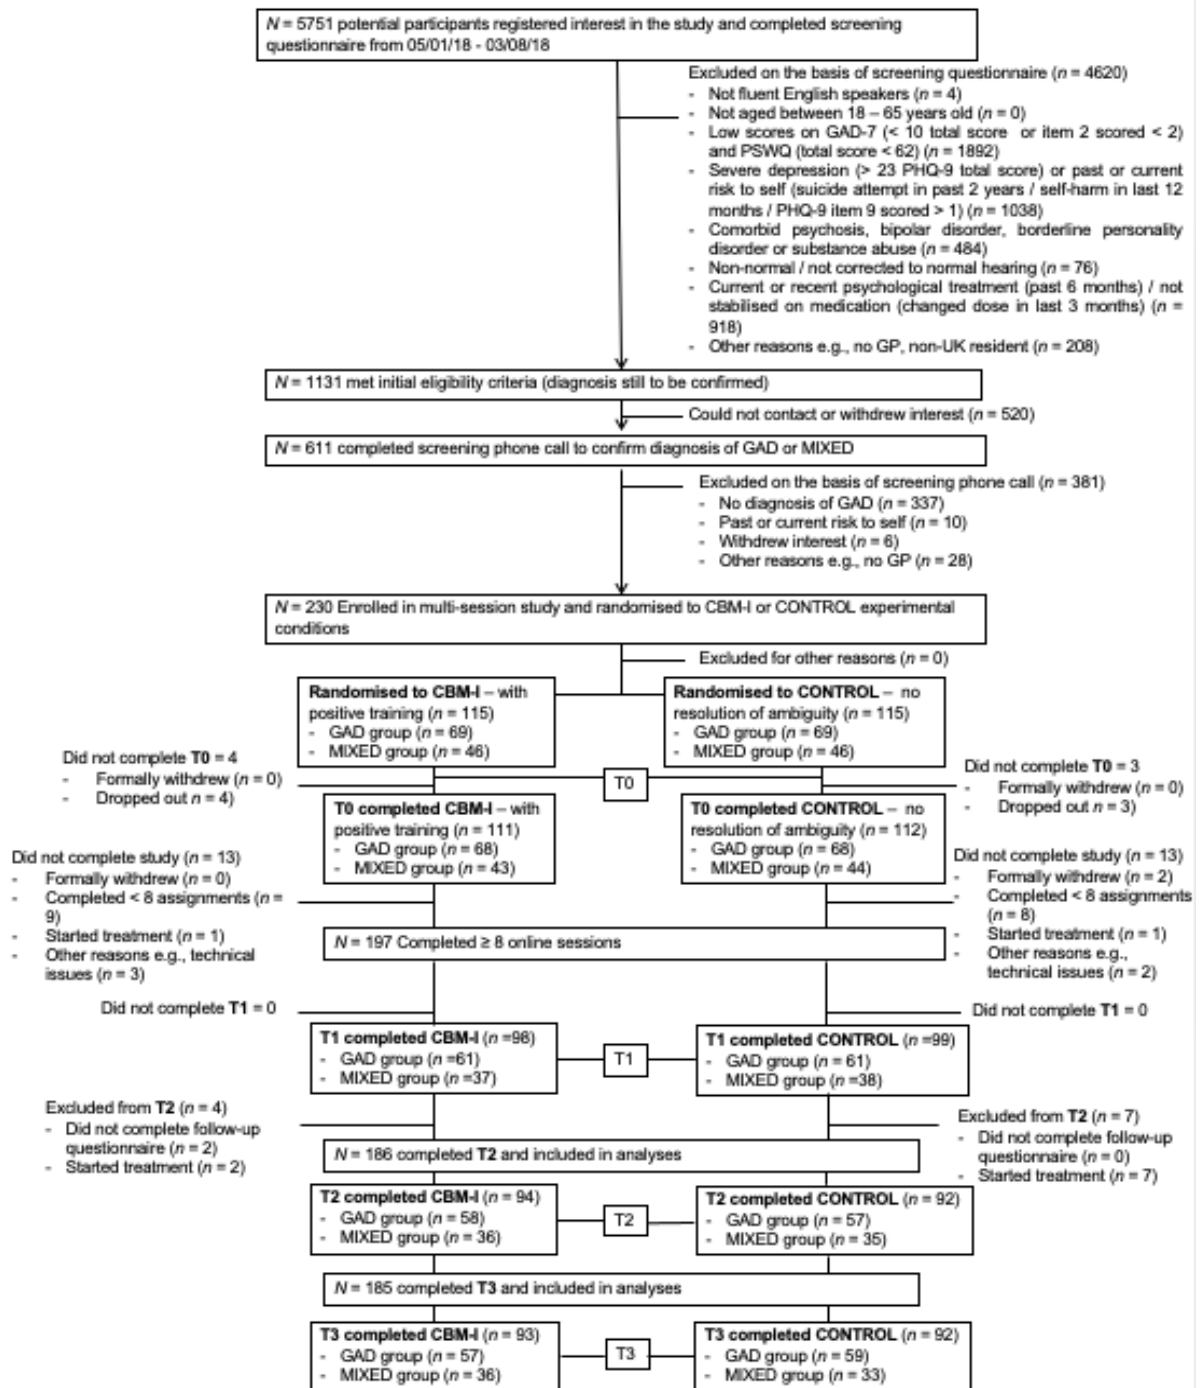 N = 5751 potential participants registered interest in the study and completed screening
questionnaire from 05/01/18 - 03/08/18
Excluded on the basis of screening questionnaire (n = 4620)
- Not fluent English speakers (n = 4)
- Not aged between 18 – 65 years old (n = 0)
- Low scores on GAD-7 (< 10 total score or item 2 scored < 2)
and PSWQ (total score < 62) (n = 1892)
- Severe depression (> 23 PHQ-9 total score) or past or current
risk to self (suicide attempt in past 2 years / self-harm in last 12
months / PHQ-9 item 9 scored > 1) (n = 1038)
- Comorbid psychosis, bipolar disorder, borderline personality
disorder or substance abuse (n = 484)
- Non-normal / not corrected to normal hearing (n = 76)
- Current or recent psychological treatment (past 6 months) / not
stabilised on medication (changed dose in last 3 months) (n =
918)
- Other reasons e.g., no GP, non-UK resident (n = 208)
N = 1131 met initial eligibility criteria (diagnosis still to be confirmed)
Could not contact or withdrew interest (n = 520)
N = 611 completed screening phone call to confirm diagnosis of GAD or MIXED
Excluded on the basis of screening phone call (n = 381)
- No diagnosis of GAD (n = 337)
- Past or current risk to self (n = 10)
- Withdrew interest (n = 6)
- Other reasons e.g., no GP (n = 28)
N = 230 Enrolled in multi-session study and randomised to CBM-I or CONTROL experimental
conditions
Excluded for other reasons (n = 0)
Randomised to CBM-I – with
positive training (n = 115)
- GAD group (n = 69)
- MIXED group (n = 46)
Randomised to CONTROL – no
resolution of ambiguity (n = 115)
- GAD group (n = 69)
- MIXED group (n = 46)
Did not complete T0 = 4
- Formally withdrew (n = 0)
- Dropped out n = 4)
T0
Did not complete T0 = 3
- Formally withdrew (n = 0)
- Dropped out n = 3)
T0 completed CBM-I – with
positive training (n = 111)
- GAD group (n = 68)
- MIXED group (n = 43)
T0 completed CONTROL – no
resolution of ambiguity (n = 112)
- GAD group (n = 68)
- MIXED group (n = 44)
Did not complete study (n = 13)
- Formally withdrew (n = 0)
- Completed < 8 assignments (n =
9)
- Started treatment (n = 1)
- Other reasons e.g., technical
issues (n = 3)
Did not complete study (n = 13)
- Formally withdrew (n = 2)
- Completed < 8 assignments
(n = 8)
- Started treatment (n = 1)
- Other reasons e.g.,
technical issues (n = 2)
N = 197 Completed ≥ 8 online sessions
Did not complete T1 = 0
Did not complete T1 = 0
T1 completed CBM-I (n =98)
- GAD group (n =61)
- MIXED group (n =37)
T1
T1 completed CONTROL (n =99)
- GAD group (n = 61)
- MIXED group (n =38)
Excluded from T2 (n = 4)
- Did not complete follow-up
questionnaire (n = 2)
- Started treatment (n = 2)
Excluded from T2 (n = 7)
- Did not complete follow-up
questionnaire (n = 0)
- Started treatment (n = 7)
N = 186 completed T2 and included in analyses
T2 completed CBM-I (n = 94)
- GAD group (n = 58)
- MIXED group (n = 36)
T2
T2 completed CONTROL (n = 92)
- GAD group (n = 57)
- MIXED group (n = 35)
N = 185 completed T3 and included in analyses
T3 completed CBM-I (n = 93)
- GAD group (n = 57)
- MIXED group (n = 36)
T3
T3 completed CONTROL (n = 92)
- GAD group (n = 59)
- MIXED group (n = 33)